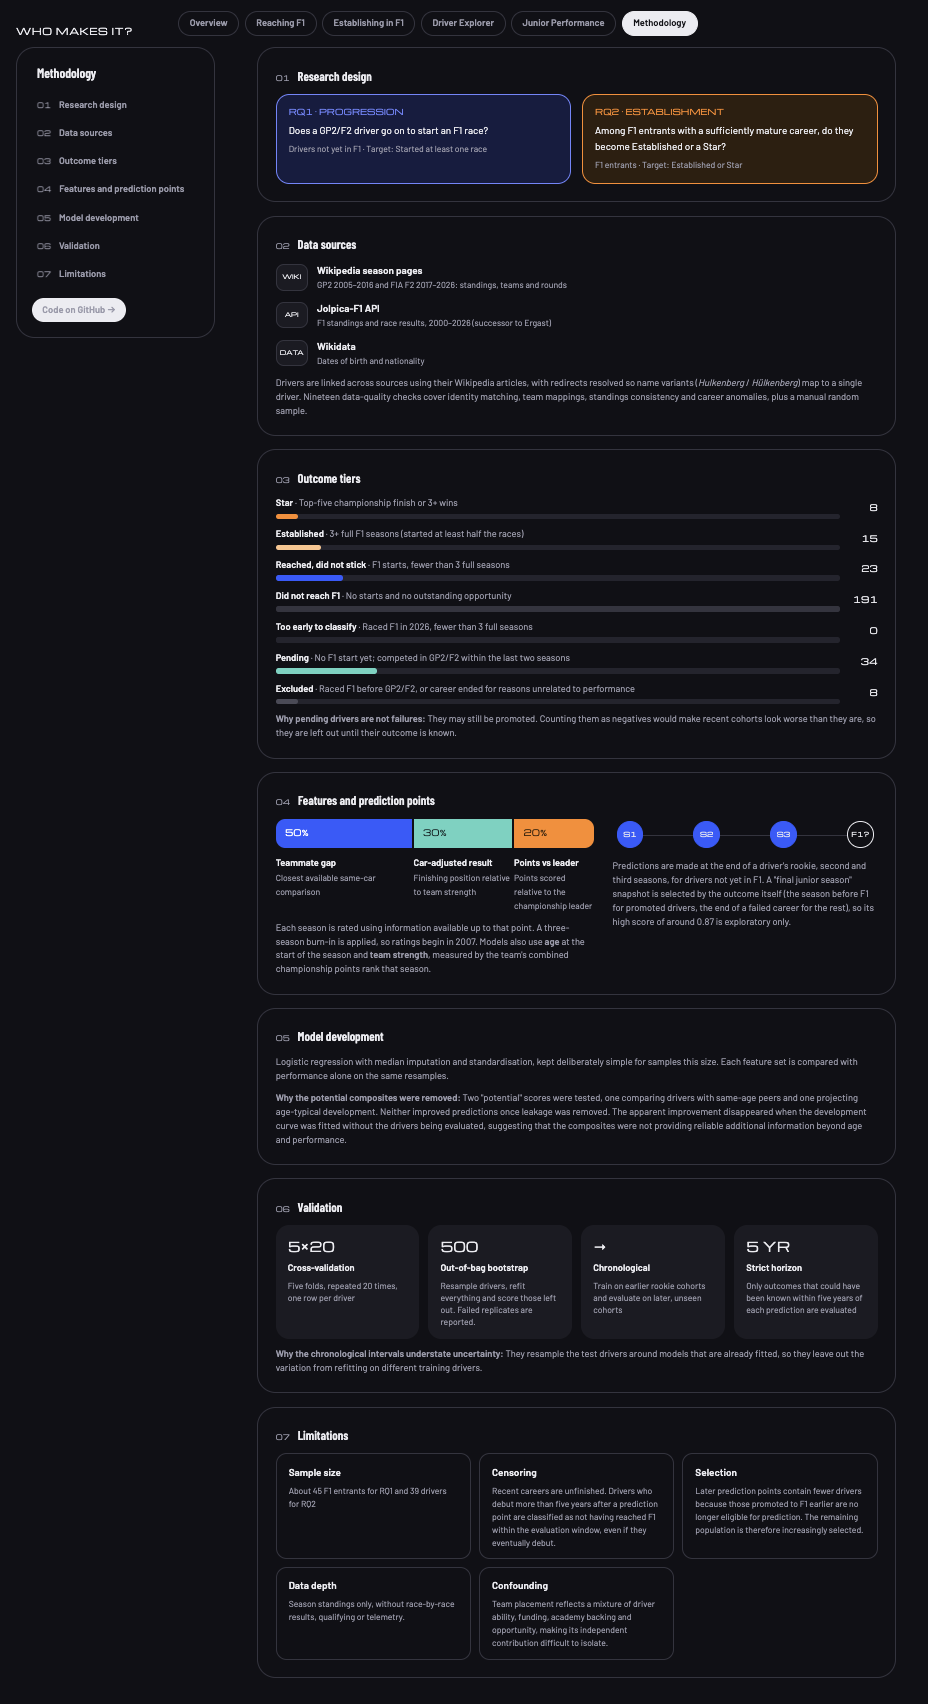 WHO MAKES IT?
Overview
Reaching F1
Establishing in F1
Driver Explorer
Junior Performance
Methodology
Methodology
01 Research design
02 Data sources
03 Outcome tiers
04 Features and prediction points
05 Model development
06 Validation
07 Limitations
Code on GitHub →
01 Research design
RQ1 · PROGRESSION
Does a GP2/F2 driver go on to start an F1 race?
Drivers not yet in F1 · Target: Started at least one race
RQ2 · ESTABLISHMENT
Among F1 entrants with a sufficiently mature career, do they
become Established or a Star?
F1 entrants · Target: Established or Star
02 Data sources
WIKI
Wikipedia season pages
GP2 2005–2016 and FIA F2 2017–2026: standings, teams and rounds
API
Jolpica-F1 API
F1 standings and race results, 2000–2026 (successor to Ergast)
DATA
Wikidata
Dates of birth and nationality
Drivers are linked across sources using their Wikipedia articles, with redirects resolved so name variants (Hulkenberg / Hülkenberg) map to a single
driver. Nineteen data-quality checks cover identity matching, team mappings, standings consistency and career anomalies, plus a manual random
sample.
03 Outcome tiers
Star · Top-five championship finish or 3+ wins
8
Established · 3+ full F1 seasons (started at least half the races)
15
Reached, did not stick · F1 starts, fewer than 3 full seasons
23
Did not reach F1 · No starts and no outstanding opportunity
191
Too early to classify · Raced F1 in 2026, fewer than 3 full seasons
0
Pending · No F1 start yet; competed in GP2/F2 within the last two seasons
34
Excluded · Raced F1 before GP2/F2, or career ended for reasons unrelated to performance
8
Why pending drivers are not failures: They may still be promoted. Counting them as negatives would make recent cohorts look worse than they are, so
they are left out until their outcome is known.
04 Features and prediction points
50%
30%
20%
Teammate gap
Closest available same-car
comparison
Car-adjusted result
Finishing position relative
to team strength
Points vs leader
Points scored
relative to the
championship leader
Each season is rated using information available up to that point. A three-
season burn-in is applied, so ratings begin in 2007. Models also use age at the
start of the season and team strength, measured by the team's combined
championship points rank that season.
S1
S2
S3
F1?
Predictions are made at the end of a driver's rookie, second and
third seasons, for drivers not yet in F1. A "final junior season"
snapshot is selected by the outcome itself (the season before F1
for promoted drivers, the end of a failed career for the rest), so its
high score of around 0.87 is exploratory only.
05 Model development
Logistic regression with median imputation and standardisation, kept deliberately simple for samples this size. Each feature set is compared with
performance alone on the same resamples.
Why the potential composites were removed: Two "potential" scores were tested, one comparing drivers with same-age peers and one projecting
age-typical development. Neither improved predictions once leakage was removed. The apparent improvement disappeared when the development
curve was fitted without the drivers being evaluated, suggesting that the composites were not providing reliable additional information beyond age
and performance.
06 Validation
5×20
Cross-validation
Five folds, repeated 20 times,
one row per driver
500
Out-of-bag bootstrap
Resample drivers, refit
everything and score those left
out. Failed replicates are
reported.
→
Chronological
Train on earlier rookie cohorts
and evaluate on later, unseen
cohorts
5 YR
Strict horizon
Only outcomes that could have
been known within five years of
each prediction are evaluated
Why the chronological intervals understate uncertainty: They resample the test drivers around models that are already fitted, so they leave out the
variation from refitting on different training drivers.
07 Limitations
Sample size
About 45 F1 entrants for RQ1 and 39 drivers
for RQ2
Censoring
Recent careers are unfinished. Drivers who
debut more than five years after a prediction
point are classified as not having reached F1
within the evaluation window, even if they
eventually debut.
Selection
Later prediction points contain fewer drivers
because those promoted to F1 earlier are no
longer eligible for prediction. The remaining
population is therefore increasingly selected.
Data depth
Season standings only, without race-by-race
results, qualifying or telemetry.
Confounding
Team placement reflects a mixture of driver
ability, funding, academy backing and
opportunity, making its independent
contribution difficult to isolate.